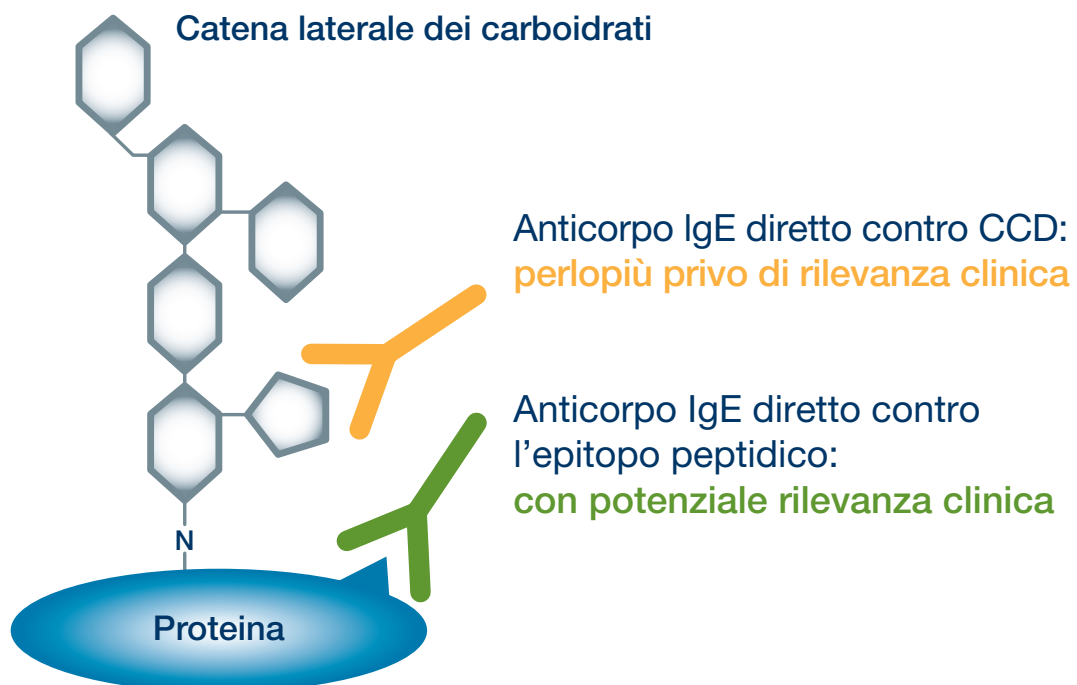 Catena laterale dei carboidrati
Anticorpo IgE diretto contro CCD:
perlopiù privo di rilevanza clinica
Anticorpo IgE diretto contro
l’epitopo peptidico:
con potenziale rilevanza clinica
N
Proteina